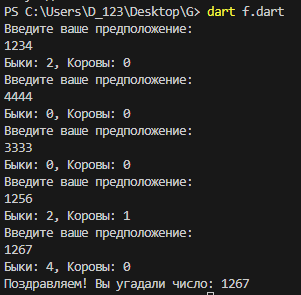 PS C:\Users\D_123\Desktop\G> dart f.dart
Введите ваше предположение:
1234
Быки: 2, Коровы: 0
Введите ваше предположение:
4444
Быки: 0, Коровы: 0
Введите ваше предположение:
3333
Быки: 0, Коровы: 0
Введите ваше предположение:
1256
Быки: 2, Коровы: 1
Введите ваше предположение:
1267
Быки: 4, Коровы: 0
Поздравляем! Вы угадали число: 1267